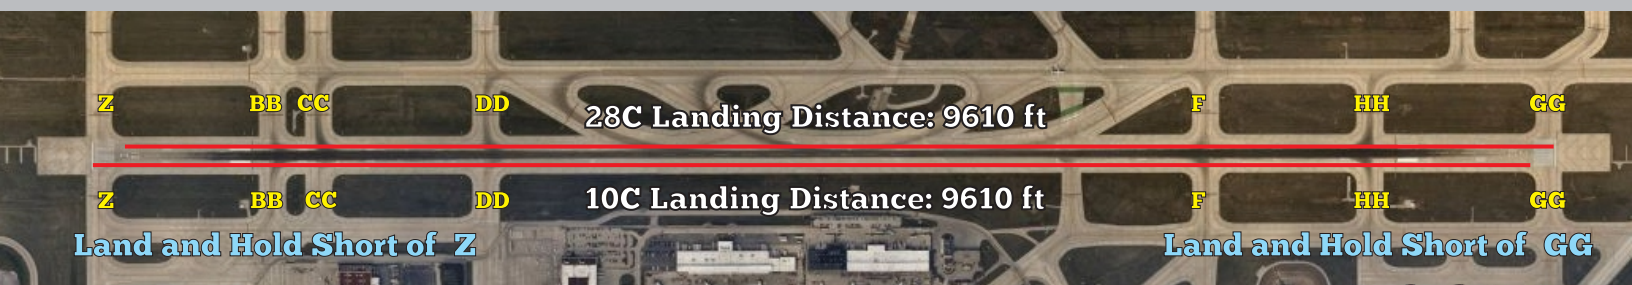 Z BB CC DD F HH GG
28C Landing Distance: 9610 ft
10C Landing Distance: 9610 ft
Z BB CC DD F HH GG
Land and Hold Short of Z
Land and Hold Short of GG